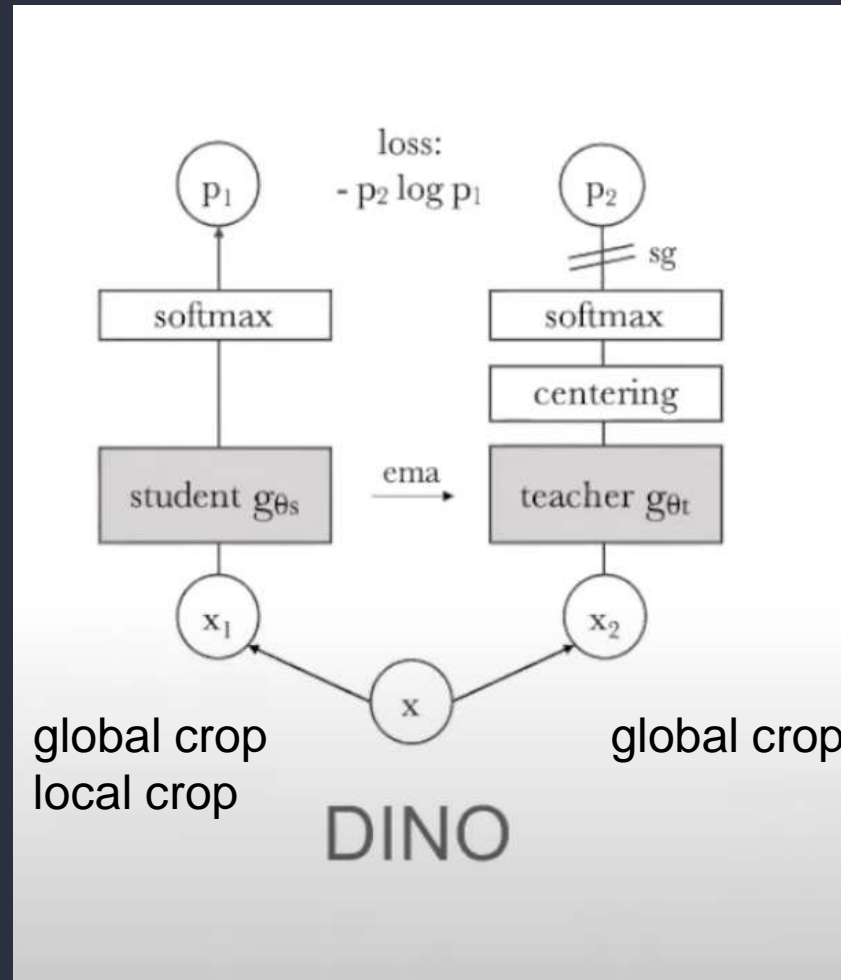 loss:
- p₂ log p₁
p₁
p₂
sg
softmax
softmax
centering
student gθs
ema
teacher gθt
x₁
x₂
x
global crop
local crop
global crop
DINO